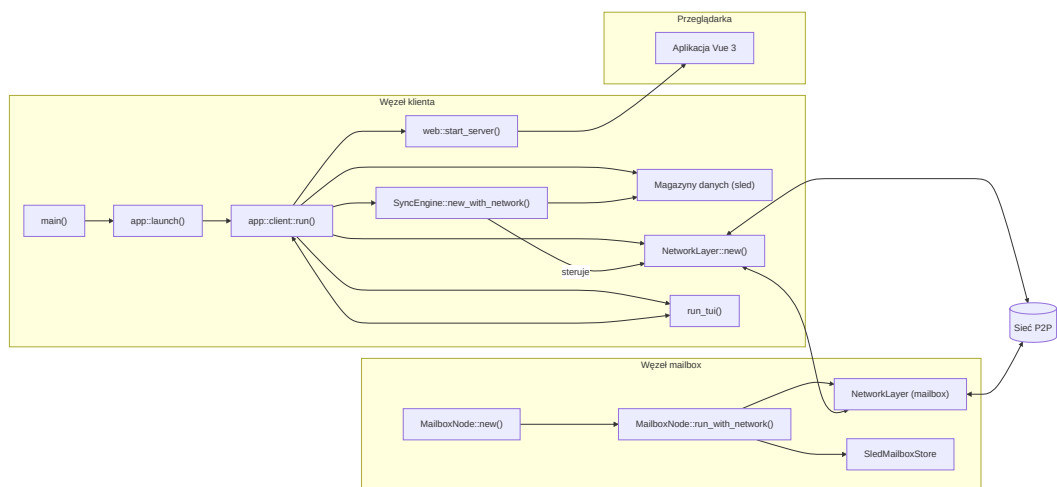 Przeglądarka
Aplikacja Vue 3
Węzeł klienta
web::start_server()
Magazyny danych (sled)
SyncEngine::new_with_network()
main()
app::launch()
app::client::run()
NetworkLayer::new()
steruje
run_tui()
Sieć P2P
Węzeł mailbox
NetworkLayer (mailbox)
MailboxNode::new()
MailboxNode::run_with_network()
SledMailboxStore